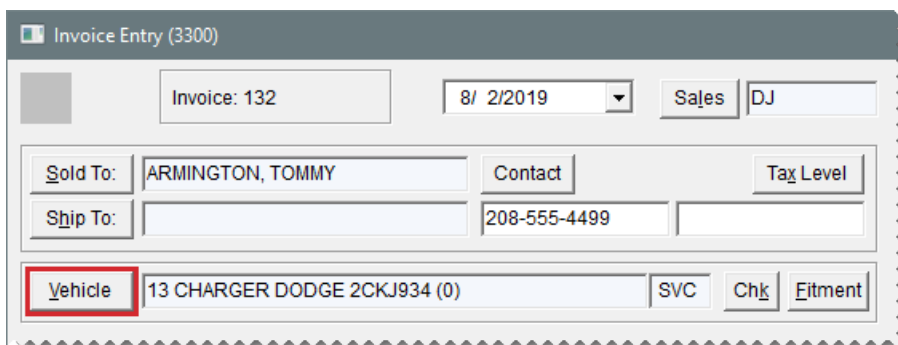 Invoice Entry (3300)
Invoice: 132 8/ 2/2019 Sales DJ
Sold To: ARMINGTON, TOMMY Contact Tax Level
Ship To: 208-555-4499
Vehicle 13 CHARGER DODGE 2CKJ934 (0) SVC Chk Fitment